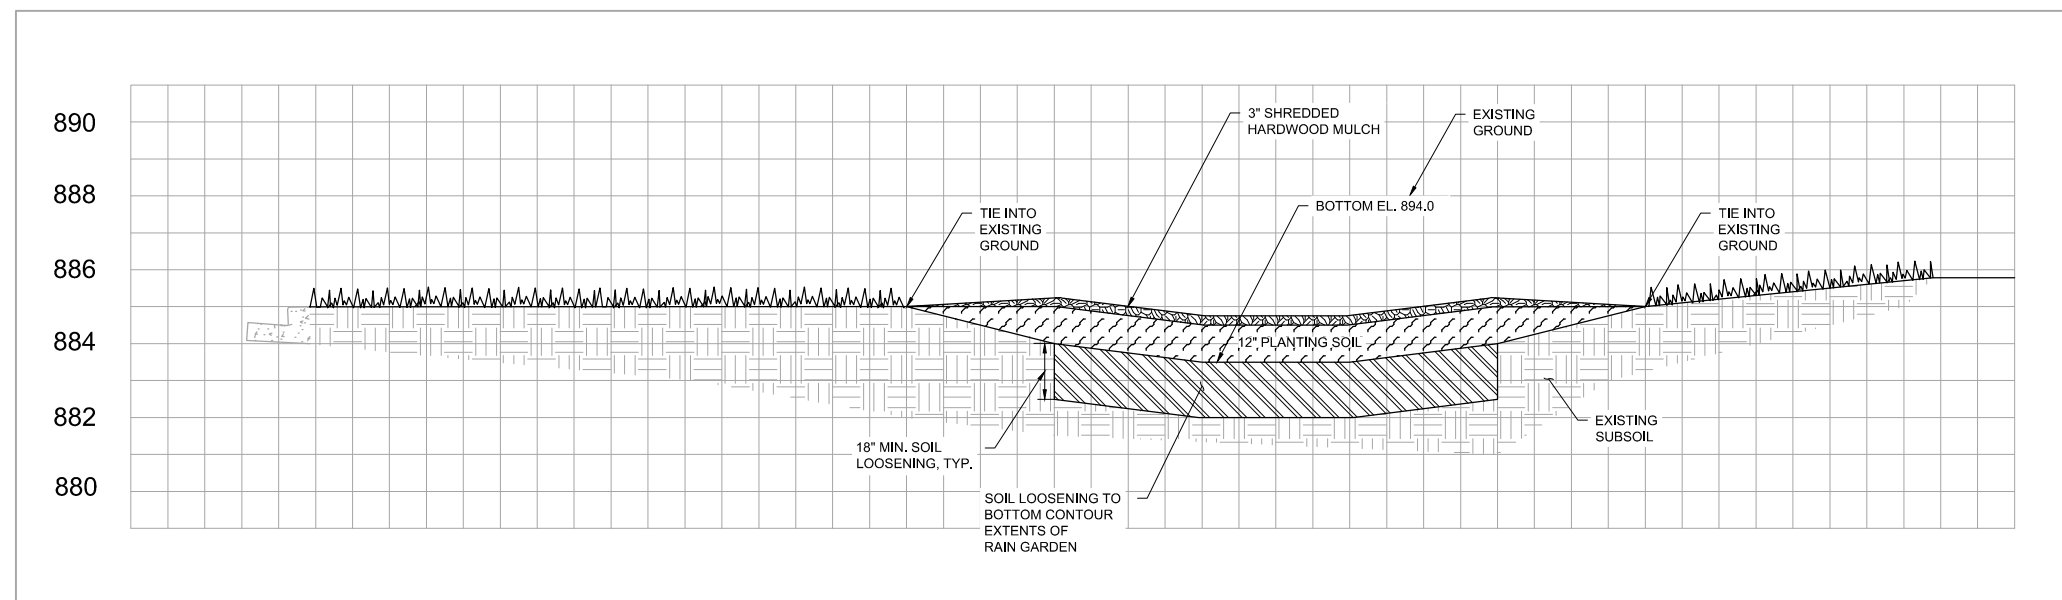 890
888
886
884
882
880
3" SHREDDED
HARDWOOD MULCH
EXISTING
GROUND
BOTTOM EL. 894.0
TIE INTO
EXISTING
GROUND
TIE INTO
EXISTING
GROUND
12" PLANTING SOIL
18" MIN. SOIL
LOOSENING, TYP.
EXISTING
SUBSOIL
SOIL LOOSENING TO
BOTTOM CONTOUR
EXTENTS OF
RAIN GARDEN